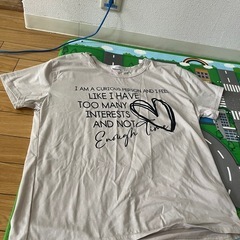 I AM A CURIOUS PERSON AND I FEEL
LIKE I HAVE
TOO MANY
INTERESTS
AND NOT
Enough Time